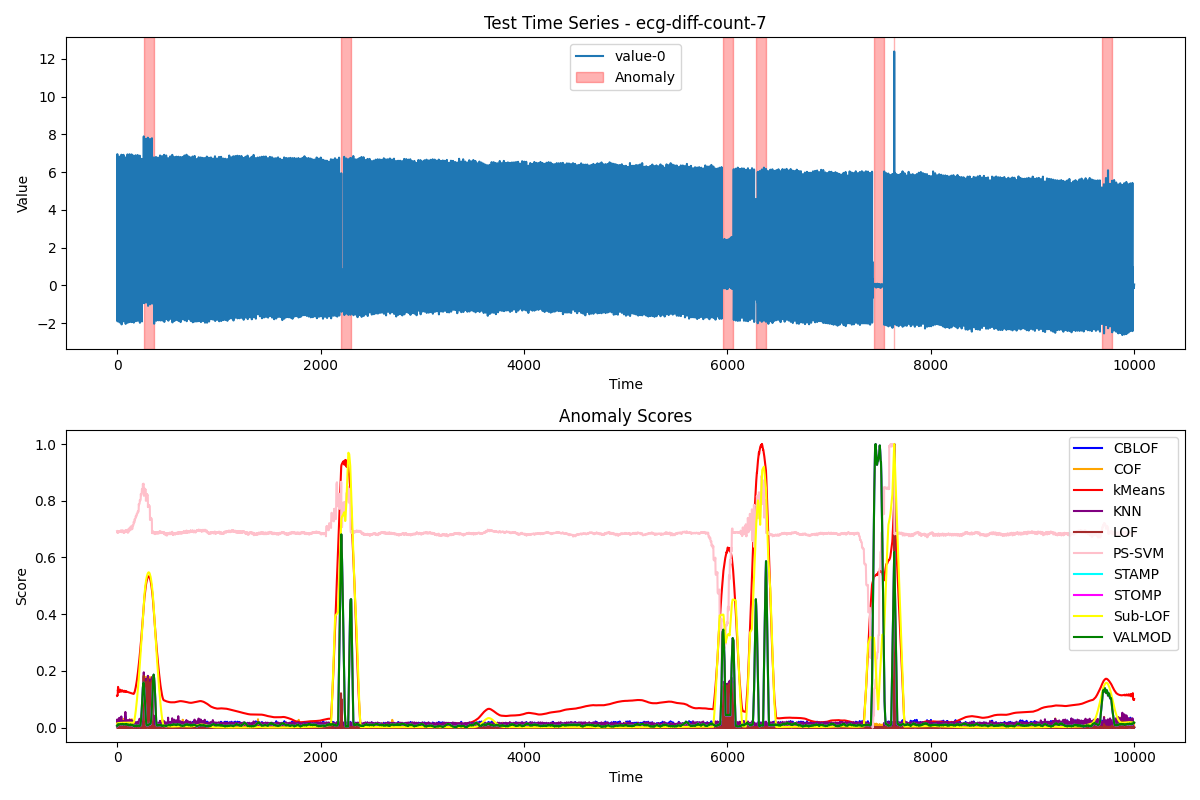 Test Time Series - ecg-diff-count-7
Value
12
10
8
6
4
2
0
−2
value-0
Anomaly
0
2000
4000
6000
8000
10000
Time
Anomaly Scores
Score
1.0
0.8
0.6
0.4
0.2
0.0
CBLOF
COF
kMeans
KNN
LOF
PS-SVM
STAMP
STOMP
Sub-LOF
VALMOD
0
2000
4000
6000
8000
10000
Time